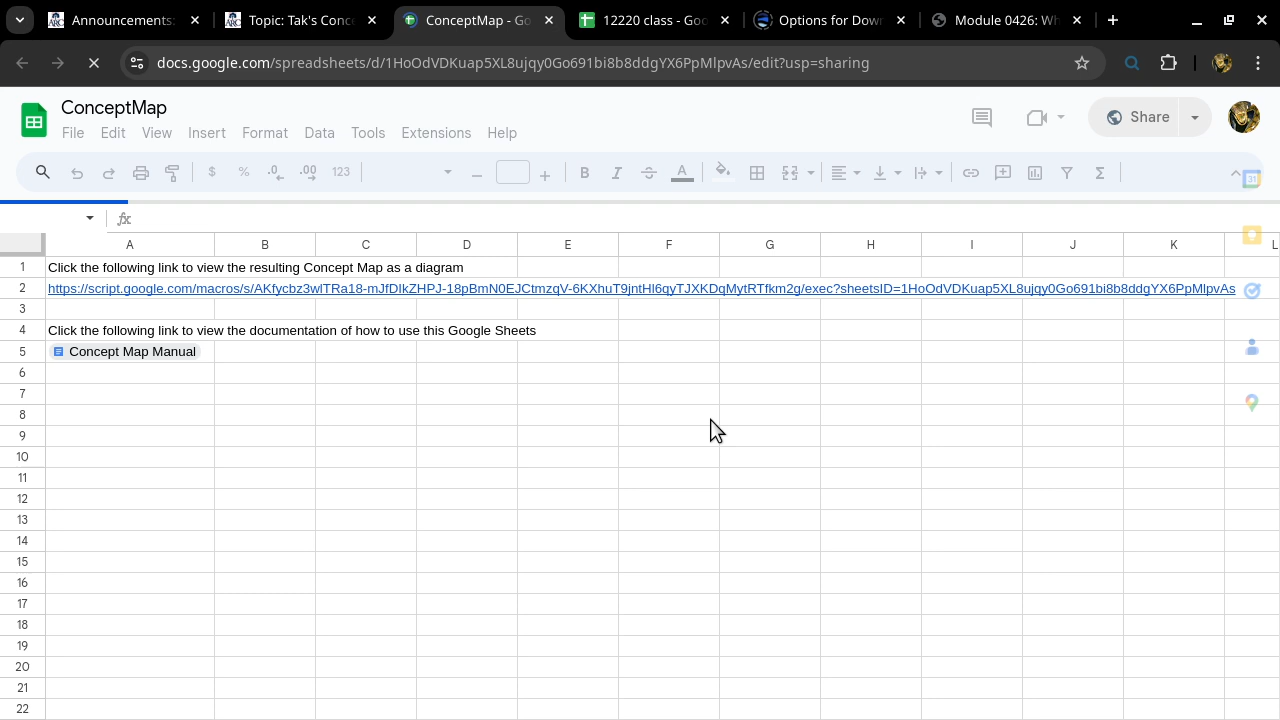 Announcements:
Topic: Tak's Conc
ConceptMap - Go
12220 class - Goo
Options for Dow
Module 0426: Wh
docs.google.com/spreadsheets/d/1HoOdVDKuap5XL8ujqy0Go691bi8b8ddgYX6PpMlpvAs/edit?usp=sharing
ConceptMap
File Edit View Insert Format Data Tools Extensions Help
Share
$ % .0 .00 123 B I A Σ
31
fx
A B C D E F G H I J K L
1 Click the following link to view the resulting Concept Map as a diagram
2 https://script.google.com/macros/s/AKfycbz3wlTRa18-mJfDIkZHPJ-18pBmN0EJCtmzqV-6KXhuT9jntHl6qyTJXKDqMytRTfkm2g/exec?sheetsID=1HoOdVDKuap5XL8ujqy0Go691bi8b8ddgYX6PpMlpvAs
3
4 Click the following link to view the documentation of how to use this Google Sheets
5 Concept Map Manual
6
7
8
9
10
11
12
13
14
15
16
17
18
19
20
21
22